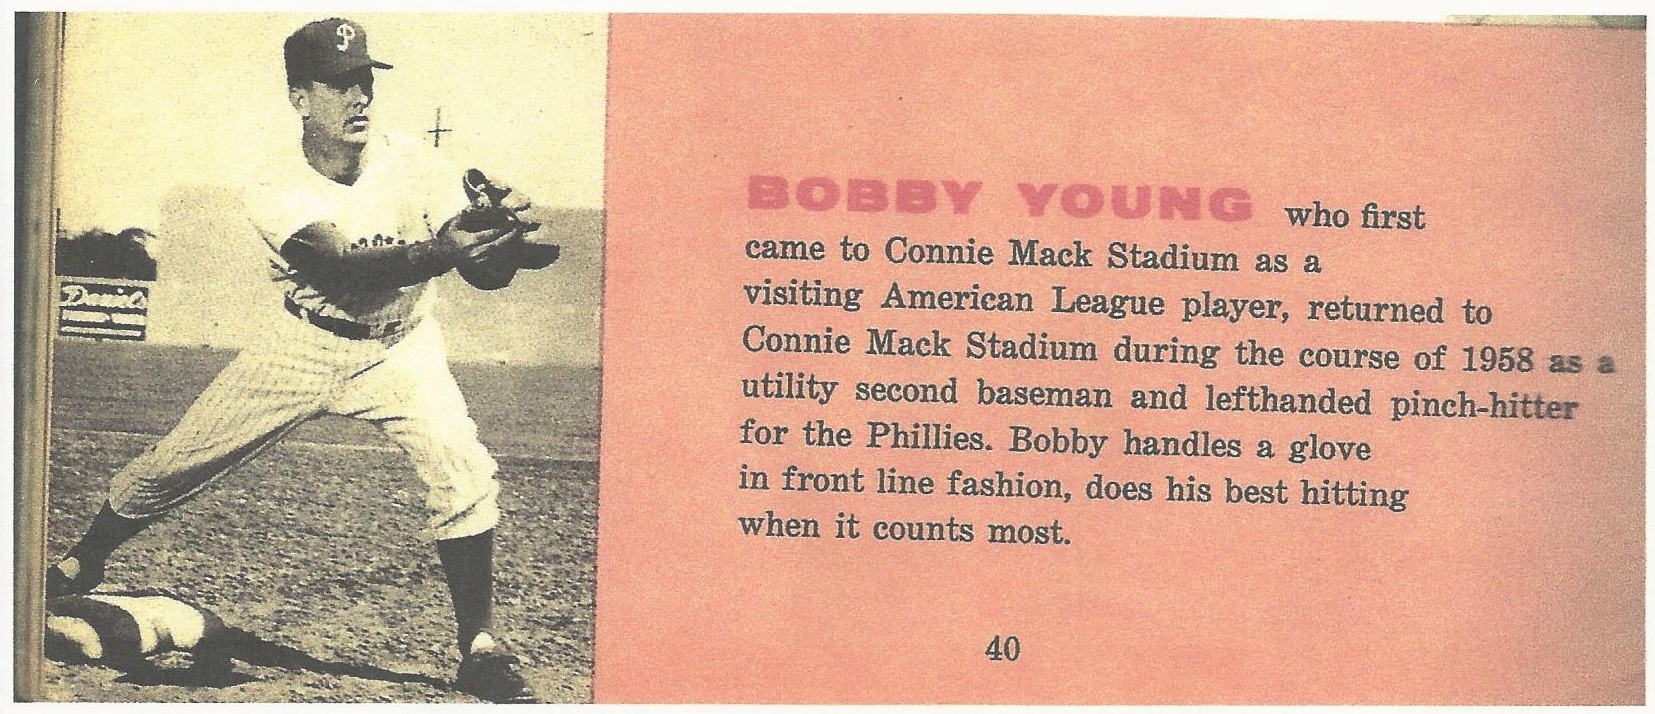 P
Daniels
BOBBY YOUNG who first
came to Connie Mack Stadium as a
visiting American League player, returned to
Connie Mack Stadium during the course of 1958 as a
utility second baseman and lefthanded pinch-hitter
for the Phillies. Bobby handles a glove
in front line fashion, does his best hitting
when it counts most.
40